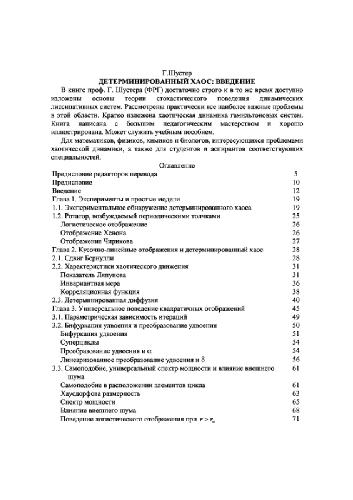 Г.Шустер
ДЕТЕРМИНИРОВАННЫЙ ХАОС: ВВЕДЕНИЕ
В книге проф. Г. Шустера (ФРГ) достаточно строго и в то же время доступно
изложены основы теории стохастического поведения динамических
диссипативных систем. Рассмотрены практически все наиболее важные проблемы
в этой области. Кратко изложена хаотическая динамика гамильтоновых систем.
Книга написана с большим педагогическим мастерством и хорошо
иллюстрирована. Может служить учебным пособием.
Для математиков, физиков, химиков и биологов, интересующихся проблемами
хаотической динамики, а также для студентов и аспирантов соответствующих
специальностей.
Оглавление
Предисловие редакторов перевода 5
Предисловие 10
Введение 12
Глава 1. Эксперименты и простые модели 19
1.1. Экспериментальное обнаружение детерминированного хаоса 19
1.2. Ротатор, возбуждаемый периодическими толчками 25
Логистическое отображение 26
Отображение Хенона 26
Отображение Чирикова 27
Глава 2. Кусочно-линейные отображения и детерминированный хаос 28
2.1. Сдвиг Бернулли 28
2.2. Характеристики хаотического движения 31
Показатель Ляпунова 31
Инвариантная мера 36
Корреляционная функция 38
2.3. Детерминированная диффузия 40
Глава 3. Универсальное поведение квадратичных отображений 45
3.1. Параметрическая зависимость итераций 49
3.2. Бифуркации удвоения и преобразование удвоения 50
Бифуркации удвоения 51
Суперциклы 54
Преобразование удвоения и α 54
Линеаризованное преобразование удвоения и δ 56
3.3. Самоподобие, универсальный спектр мощности и влияние внешнего 61
шума
Самоподобие в расположении элементов цикла 61
Хаусдорфова размерность 63
Спектр мощности 65
Влияние внешнего шума 68
Поведение логистического отображения при r > r∞ 71